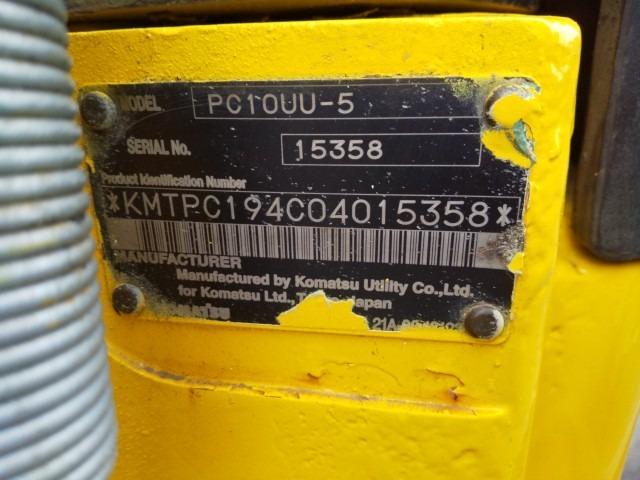 MODEL PC10UU-5
SERIAL No. 15358
Product Identification Number
*KMTPC194C04015358*
MANUFACTURER
Manufactured by Komatsu Utility Co.,Ltd.
for Komatsu Ltd., Japan